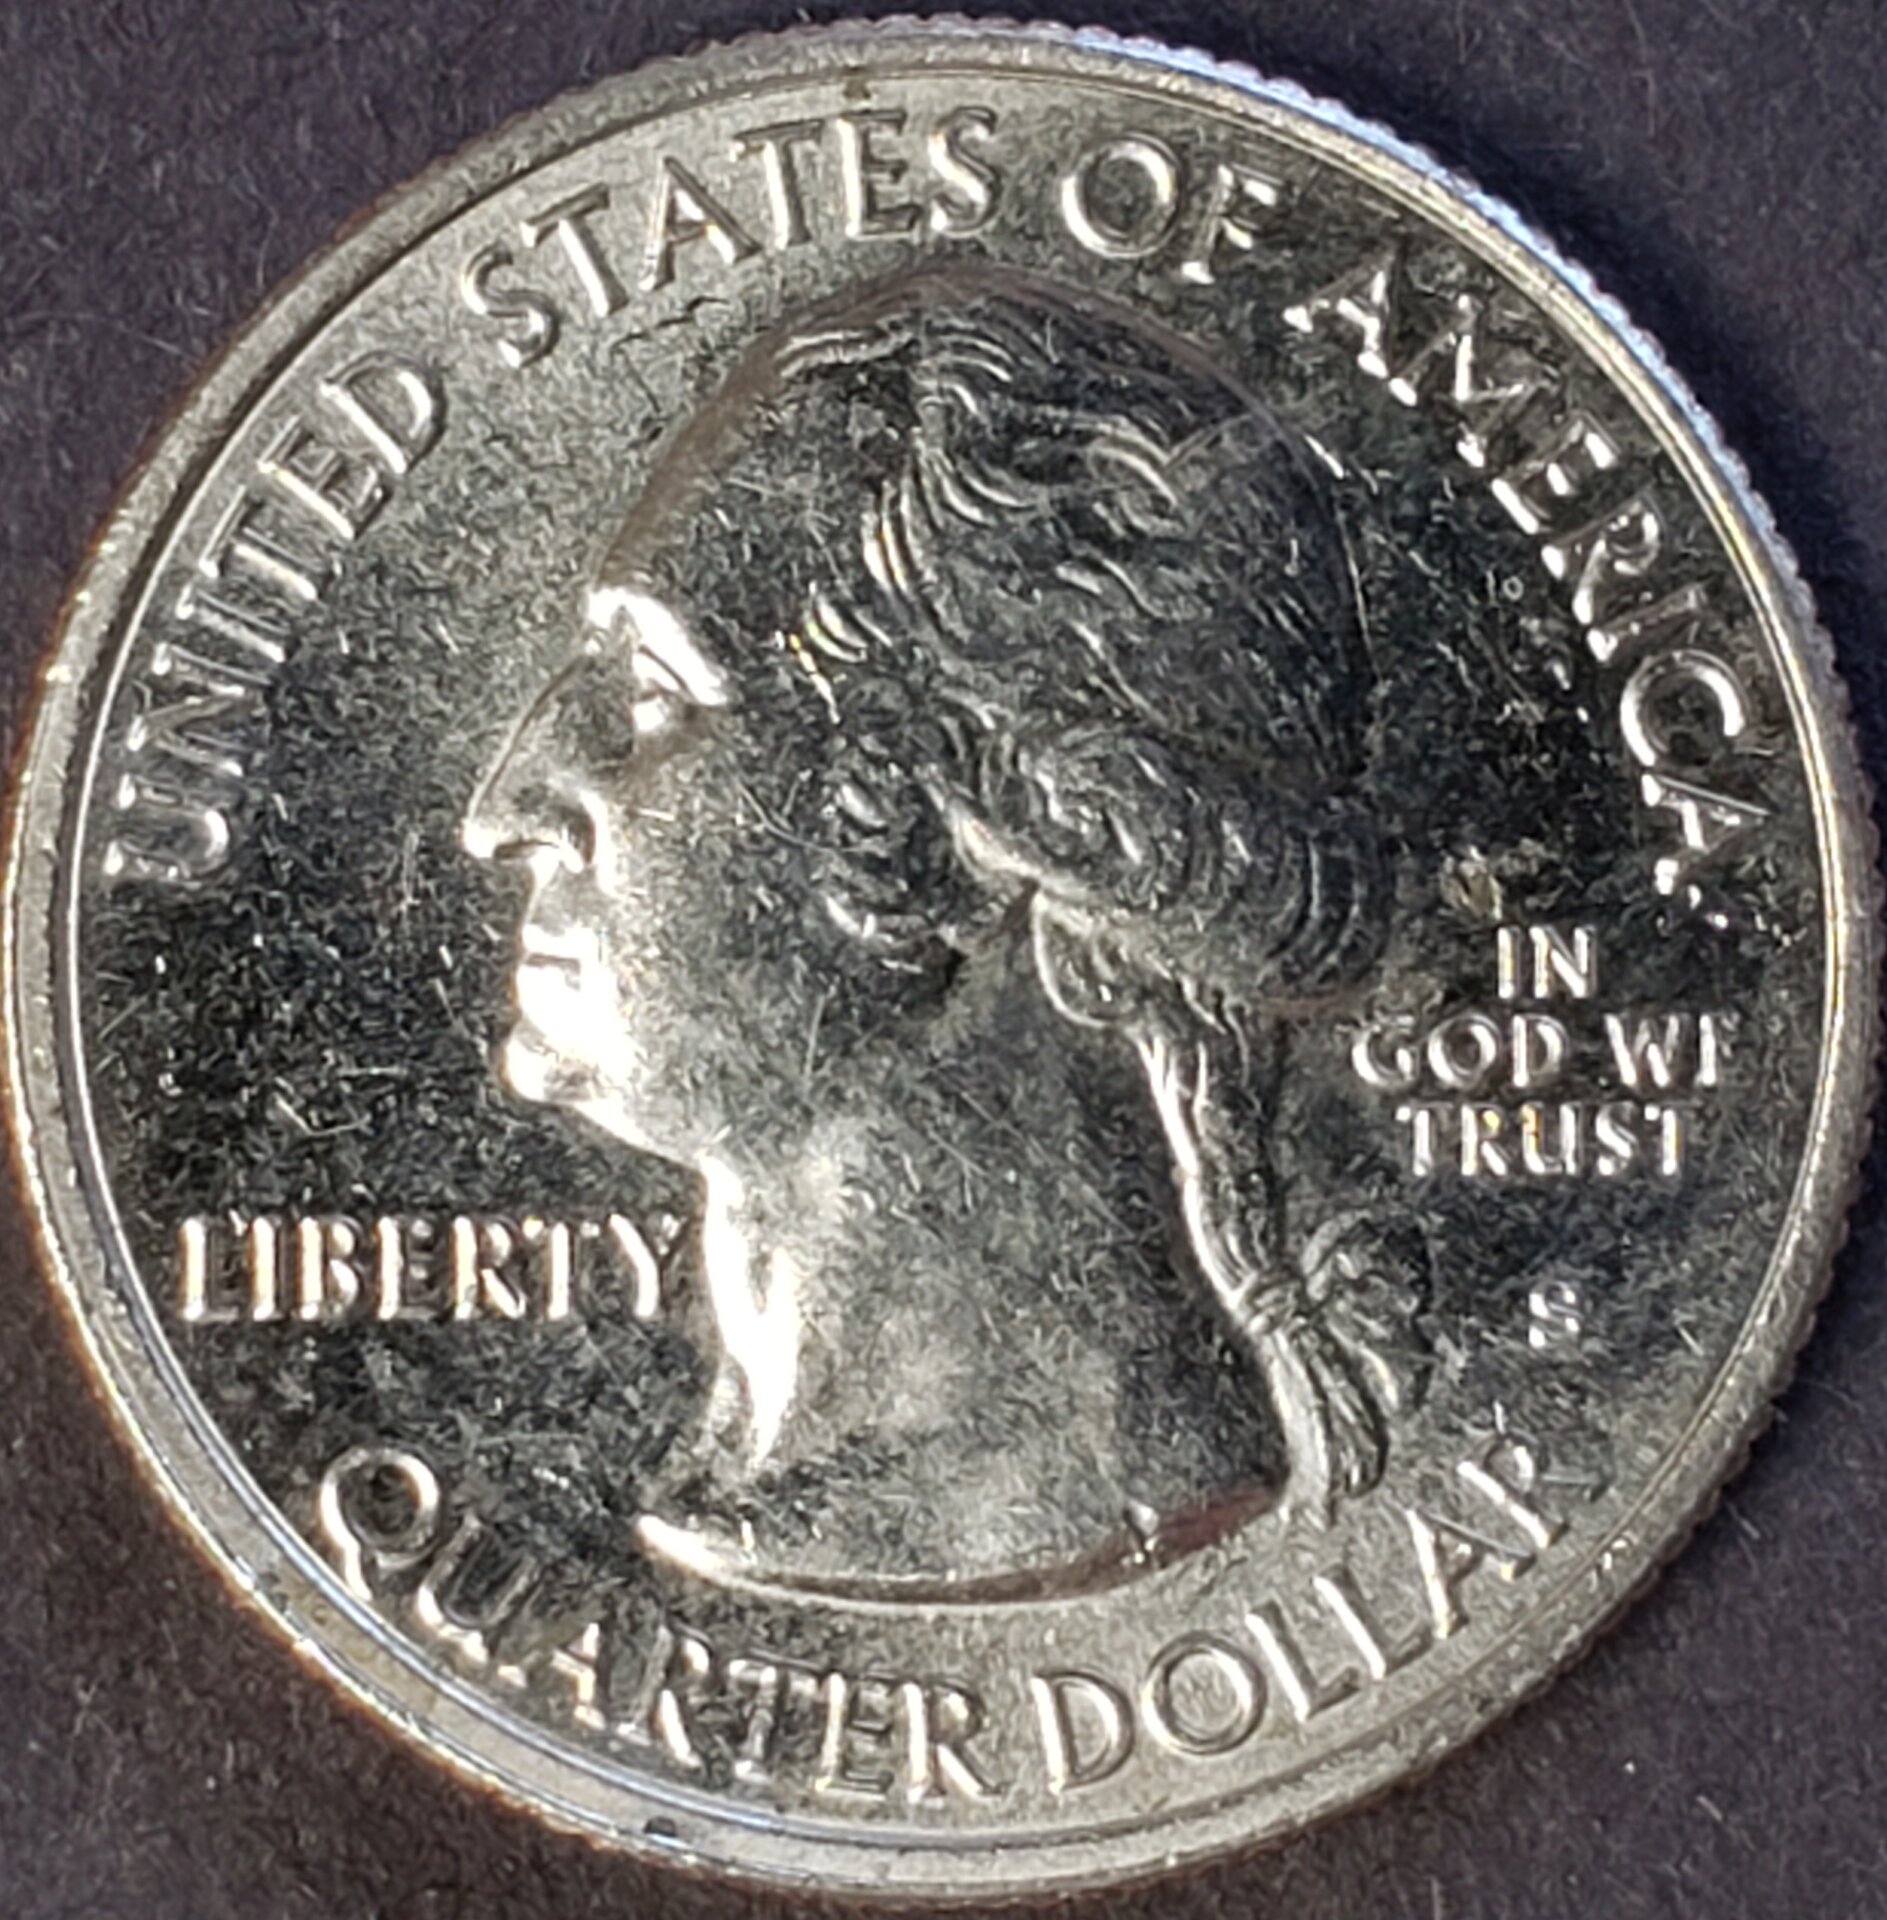 UNITED STATES OF AMERICA
IN
GOD WE
TRUST
LIBERTY
S
QUARTER DOLLAR